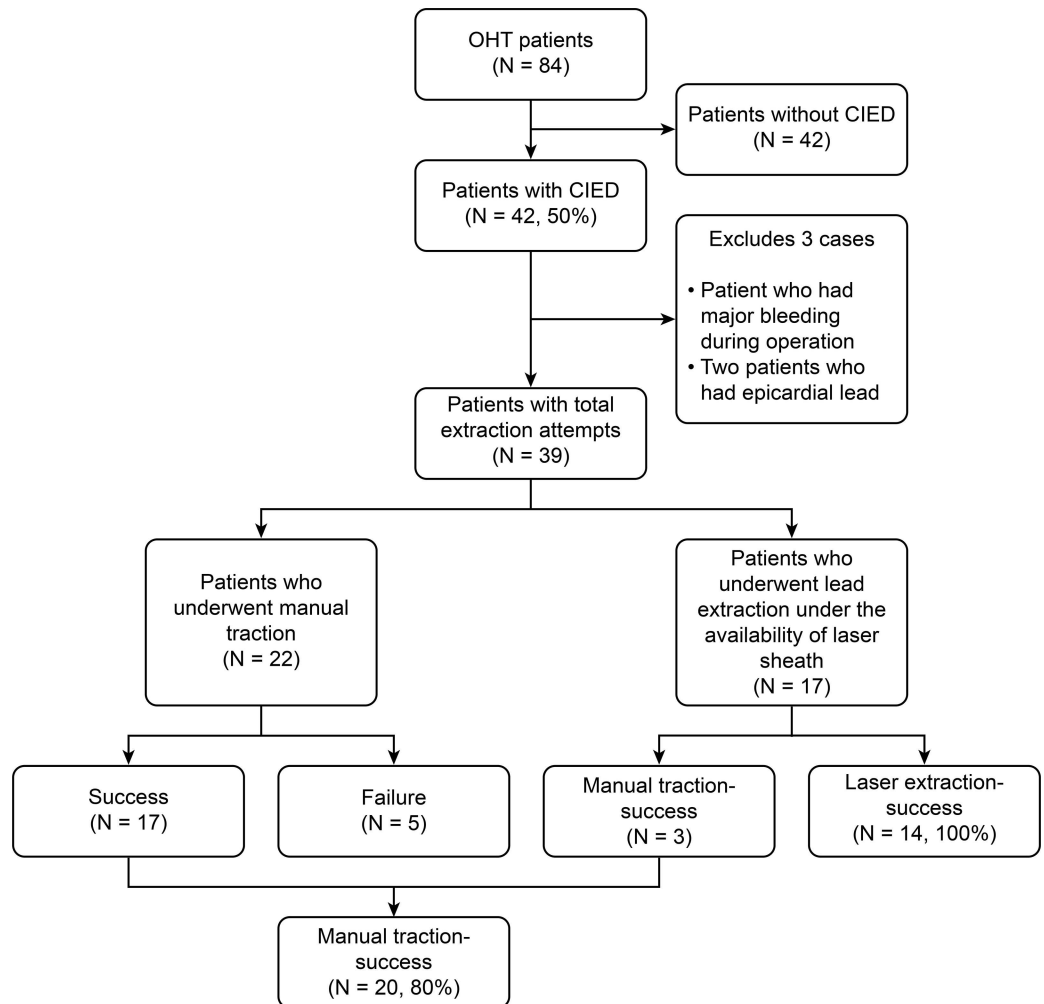 OHT patients
(N = 84)
Patients without CIED
(N = 42)
Patients with CIED
(N = 42, 50%)
Excludes 3 cases
• Patient who had
major bleeding
during operation
• Two patients who
had epicardial lead
Patients with total
extraction attempts
(N = 39)
Patients who
underwent manual
traction
(N = 22)
Patients who
underwent lead
extraction under the
availability of laser
sheath
(N = 17)
Success
(N = 17)
Failure
(N = 5)
Manual traction-
success
(N = 3)
Laser extraction-
success
(N = 14, 100%)
Manual traction-
success
(N = 20, 80%)